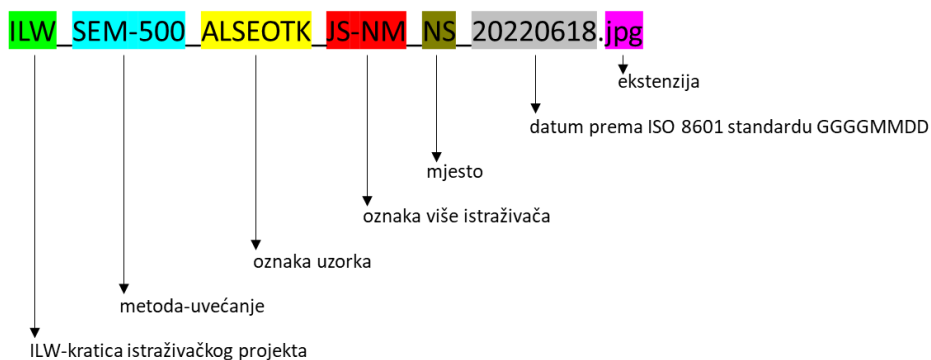 ILW_SEM-500_ALSEOTK_JS-NM_NS_20220618.jpg
ekstenzija
datum prema ISO 8601 standardu GGGGMMDD
mjesto
oznaka više istraživača
oznaka uzorka
metoda-uvećanje
ILW-kratica istraživačkog projekta